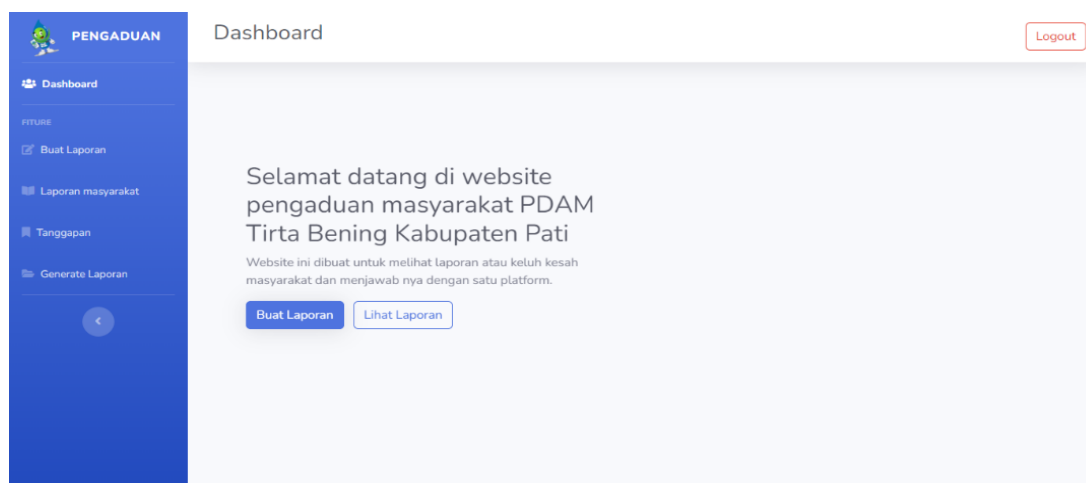 PENGADUAN
Dashboard
FITURE
Buat Laporan
Laporan masyarakat
Tanggapan
Generate Laporan
Dashboard
Logout
Selamat datang di website
pengaduan masyarakat PDAM
Tirta Bening Kabupaten Pati
Website ini dibuat untuk melihat laporan atau keluh kesah
masyarakat dan menjawab nya dengan satu platform.
Buat Laporan
Lihat Laporan